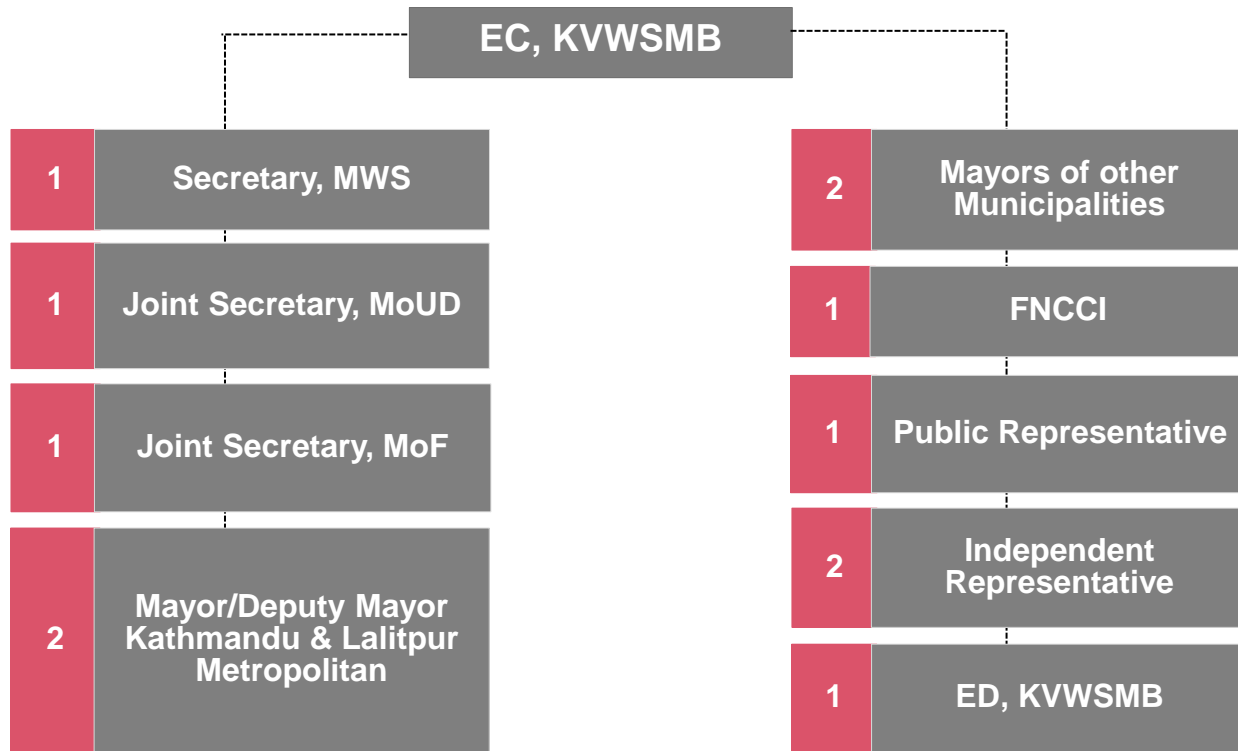 EC, KVWSMB
1
Secretary, MWS
1
Joint Secretary, MoUD
1
Joint Secretary, MoF
2
Mayor/Deputy Mayor
Kathmandu & Lalitpur
Metropolitan
2
Mayors of other
Municipalities
1
FNCCI
1
Public Representative
2
Independent
Representative
1
ED, KVWSMB